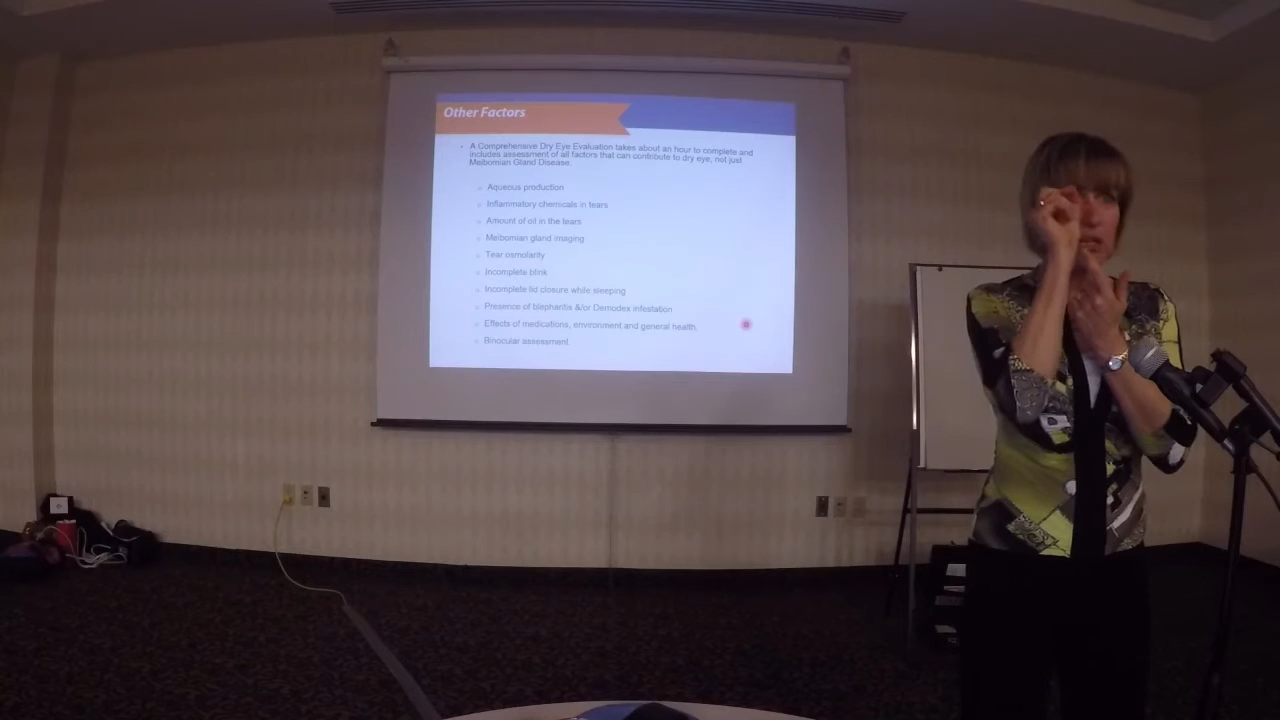 Other Factors
A Comprehensive Dry Eye Evaluation takes about an hour to complete and
includes assessment of all factors that can contribute to dry eye, not just
Meibomian Gland Disease.
Aqueous production
Inflammatory chemicals in tears
Amount of oil in the tears
Meibomian gland imaging
Tear osmolarity
Incomplete blink
Incomplete lid closure while sleeping
Presence of blepharitis &/or Demodex infestation
Effects of medications, environment and general health.
Binocular assessment